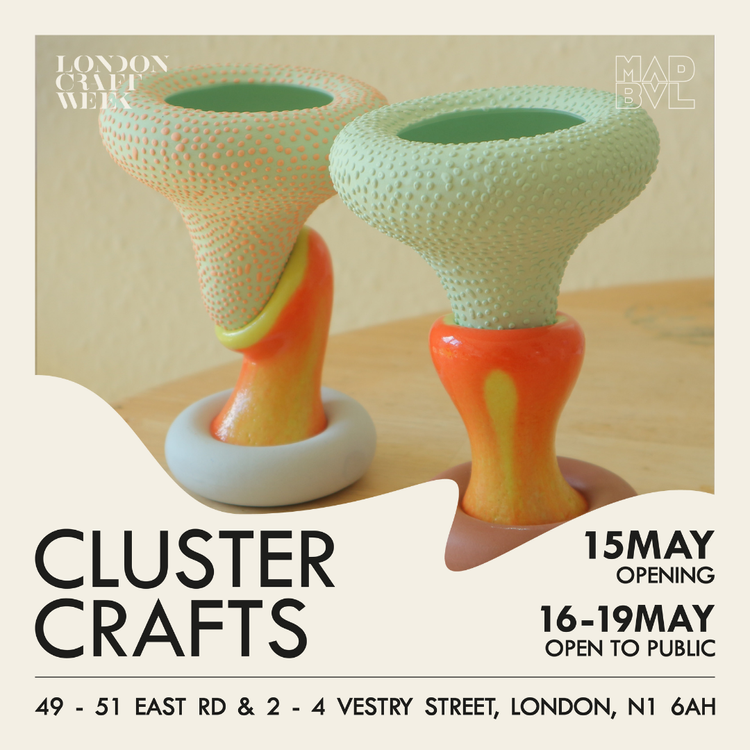 LONDON
CRAFT
WEEK
MAD
BVL
CLUSTER
CRAFTS
15MAY
OPENING
16-19MAY
OPEN TO PUBLIC
49 - 51 EAST RD & 2 - 4 VESTRY STREET, LONDON, N1 6AH